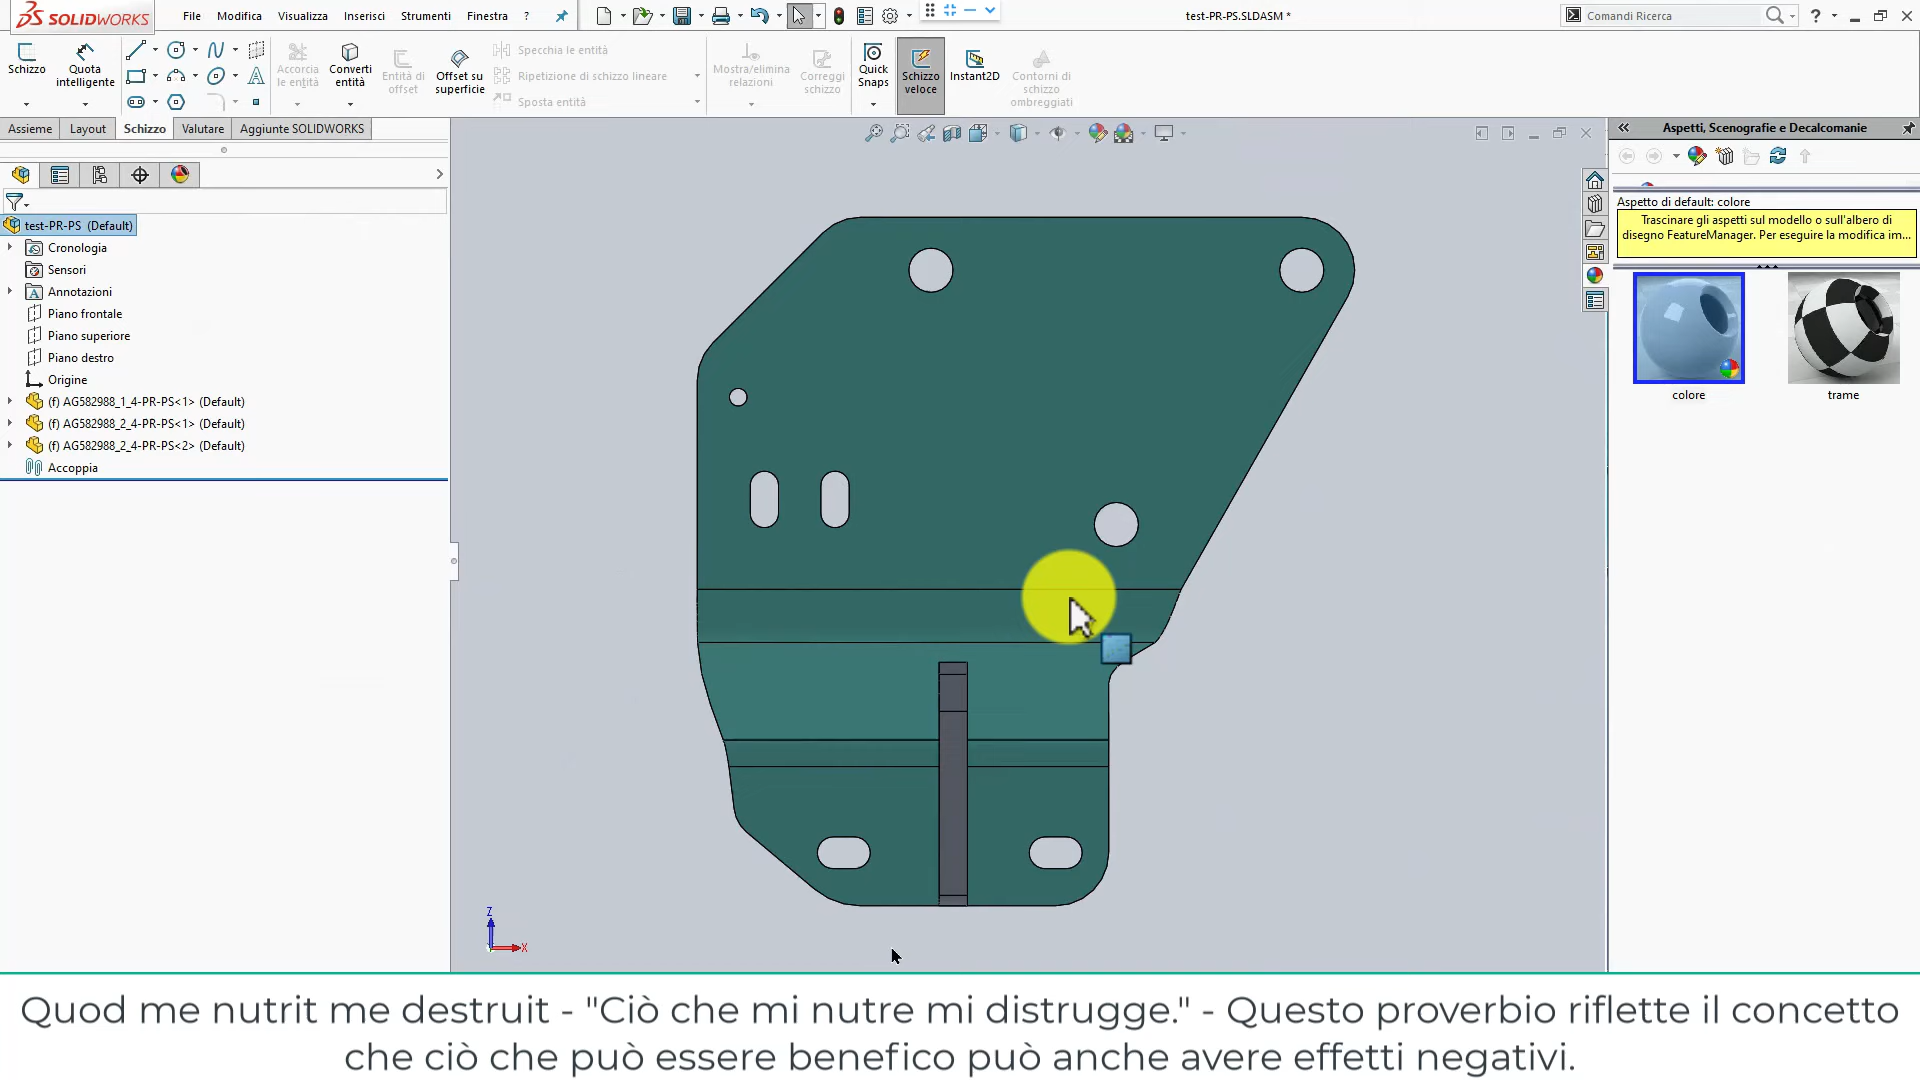 SOLIDWORKS File Modifica Visualizza Inserisci Strumenti Finestra ? test-PR-PS.SLDASM * Comandi Ricerca ?
Schizzo
Quota intelligente
Accorcia le entità
Converti entità
Entità di offset
Offset su superficie
Specchia le entità
Ripetizione di schizzo lineare
Sposta entità
Mostra/elimina relazioni
Correggi schizzo
Quick Snaps
Schizzo veloce
Instant2D
Contorni di schizzo ombreggiati
Assieme Layout Schizzo Valutare Aggiunte SOLIDWORKS
test-PR-PS (Default)
Cronologia
Sensori
Annotazioni
Piano frontale
Piano superiore
Piano destro
Origine
(f) AG582988_1_4-PR-PS<1> (Default)
(f) AG582988_2_4-PR-PS<1> (Default)
(f) AG582988_2_4-PR-PS<2> (Default)
Accoppia
Z
X
Aspetti, Scenografie e Decalcomanie
Aspetto di default: colore
Trascinare gli aspetti sul modello o sull'albero di
disegno FeatureManager. Per eseguire la modifica im...
colore trame
Quod me nutrit me destruit - "Ciò che mi nutre mi distrugge." - Questo proverbio riflette il concetto
che ciò che può essere benefico può anche avere effetti negativi.